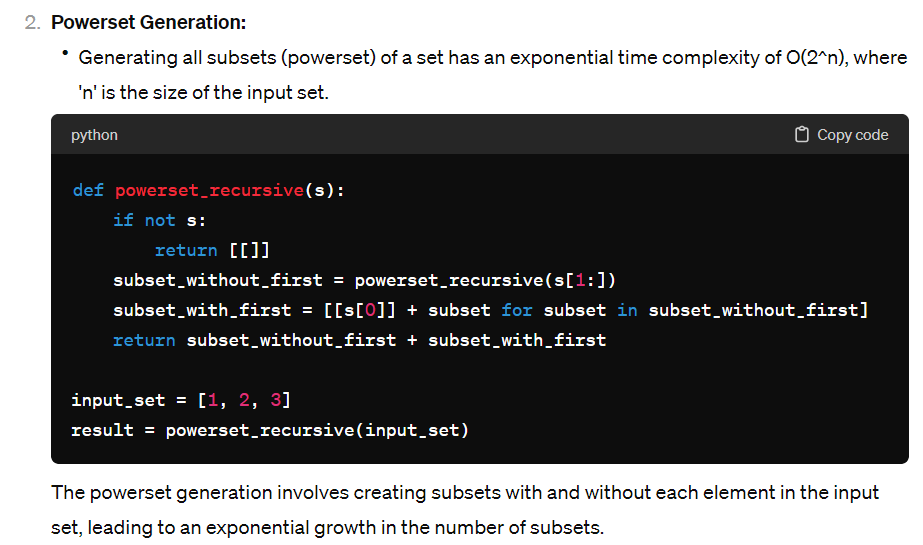 2. Powerset Generation:
• Generating all subsets (powerset) of a set has an exponential time complexity of O(2^n), where
'n' is the size of the input set.
python Copy code
def powerset_recursive(s):
    if not s:
        return [[]]
    subset_without_first = powerset_recursive(s[1:])
    subset_with_first = [[s[0]] + subset for subset in subset_without_first]
    return subset_without_first + subset_with_first
input_set = [1, 2, 3]
result = powerset_recursive(input_set)
The powerset generation involves creating subsets with and without each element in the input
set, leading to an exponential growth in the number of subsets.